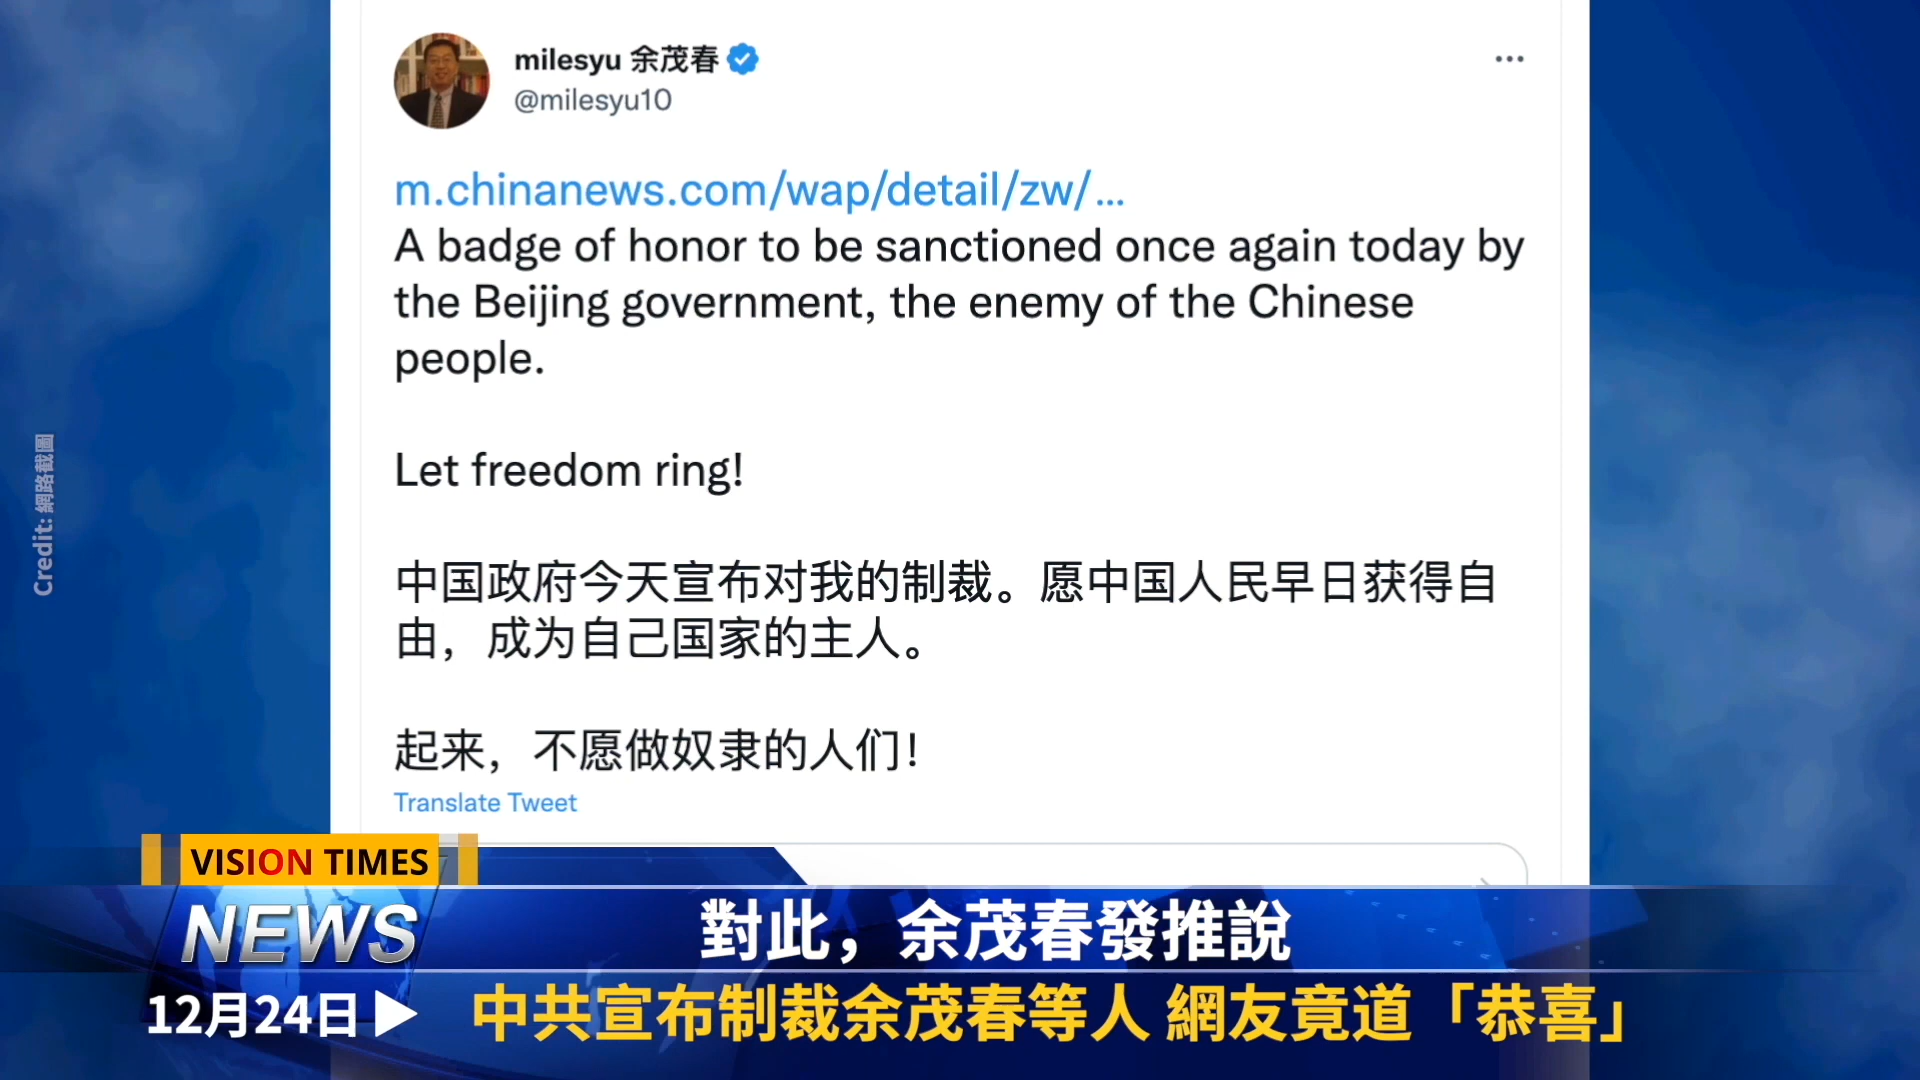 milesyu 余茂春
@milesyu10
m.chinanews.com/wap/detail/zw/...
A badge of honor to be sanctioned once again today by
the Beijing government, the enemy of the Chinese
people.
Let freedom ring!
中国政府今天宣布对我的制裁。愿中国人民早日获得自
由，成为自己国家的主人。
起来，不愿做奴隶的人们！
Translate Tweet
Credit: 網路截圖
VISION TIMES
NEWS
對此，余茂春發推說
12月24日
中共宣布制裁余茂春等人 網友竟道「恭喜」